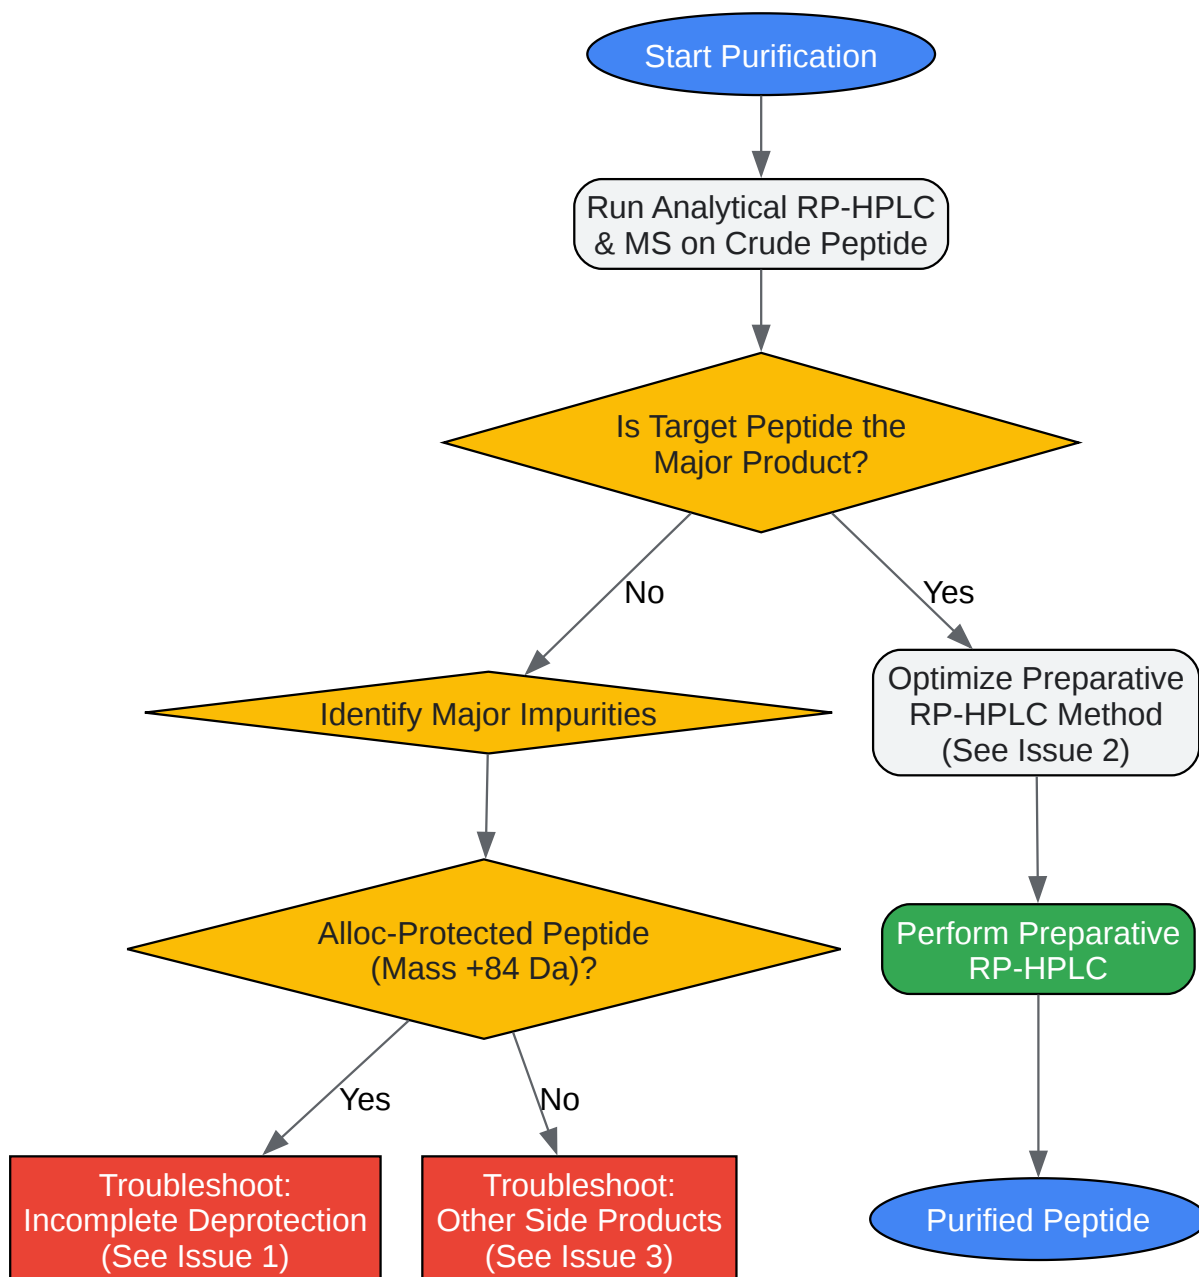 Start Purification
Run Analytical RP-HPLC
& MS on Crude Peptide
Is Target Peptide the
Major Product?
No
Yes
Identify Major Impurities
Optimize Preparative
RP-HPLC Method
(See Issue 2)
Alloc-Protected Peptide
(Mass +84 Da)?
Perform Preparative
RP-HPLC
Yes
No
Troubleshoot:
Incomplete Deprotection
(See Issue 1)
Troubleshoot:
Other Side Products
(See Issue 3)
Purified Peptide